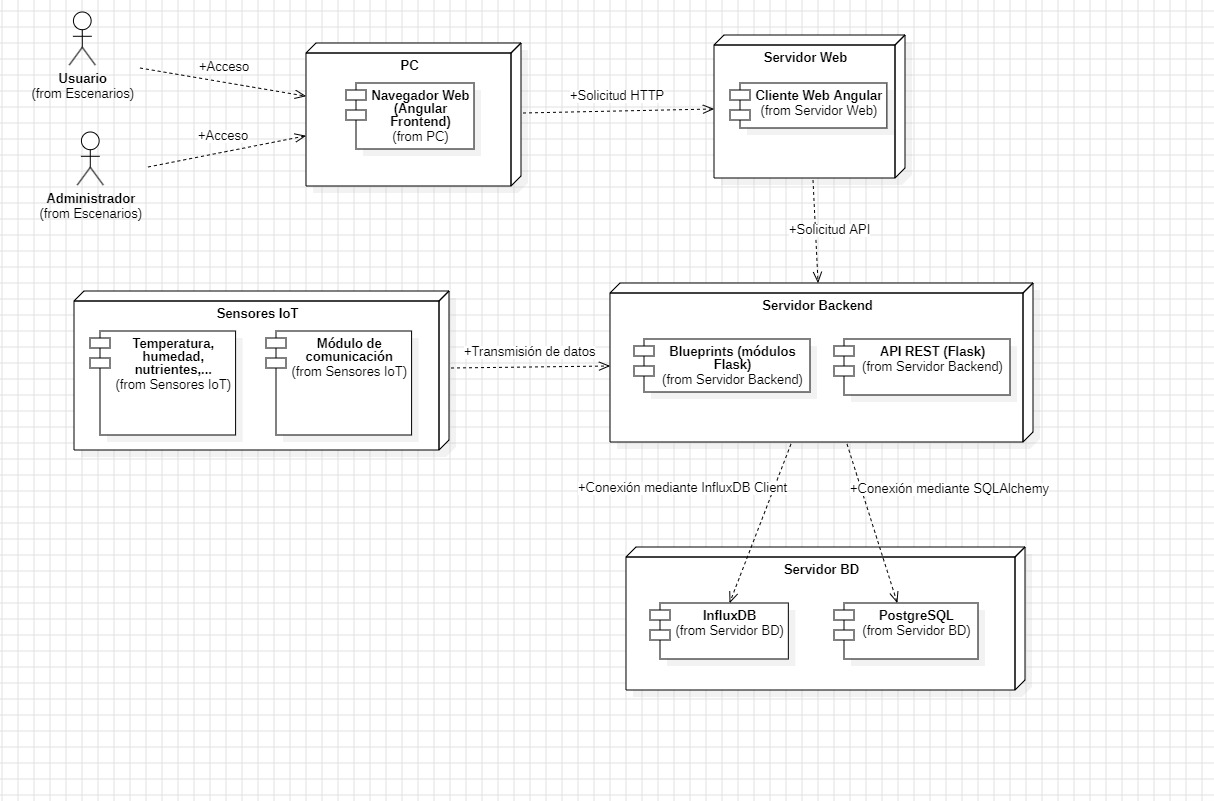 Usuario
(from Escenarios)
+Acceso
Administrador
(from Escenarios)
+Acceso
PC
Navegador Web
(Angular
Frontend)
(from PC)
+Solicitud HTTP
Servidor Web
Cliente Web Angular
(from Servidor Web)
+Solicitud API
Sensores IoT
Temperatura,
humedad,
nutrientes,...
(from Sensores IoT)
Módulo de
comunicación
(from Sensores IoT)
+Transmisión de datos
Servidor Backend
Blueprints (módulos
Flask)
(from Servidor Backend)
API REST (Flask)
(from Servidor Backend)
+Conexión mediante InfluxDB Client
+Conexión mediante SQLAlchemy
Servidor BD
InfluxDB
(from Servidor BD)
PostgreSQL
(from Servidor BD)